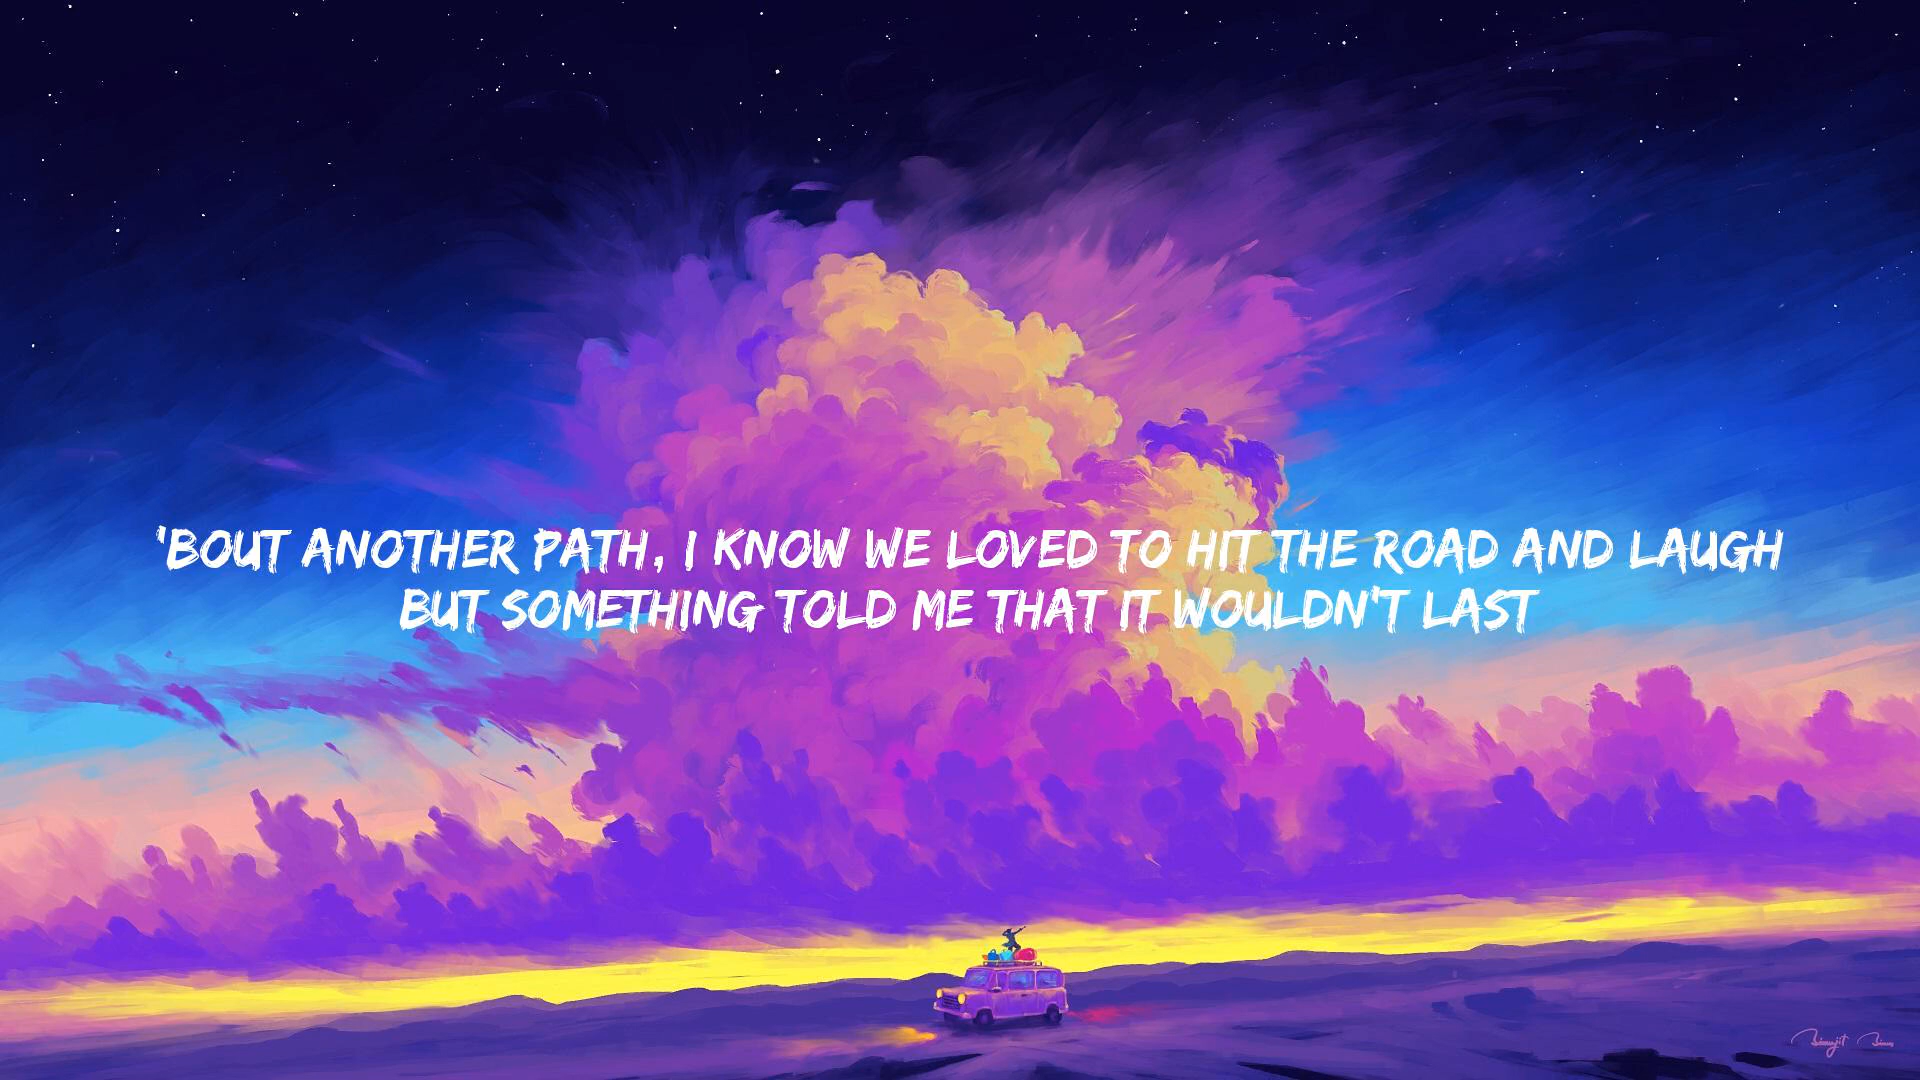 'BOUT ANOTHER PATH, I KNOW WE LOVED TO HIT THE ROAD AND LAUGH
BUT SOMETHING TOLD ME THAT IT WOULDN'T LAST